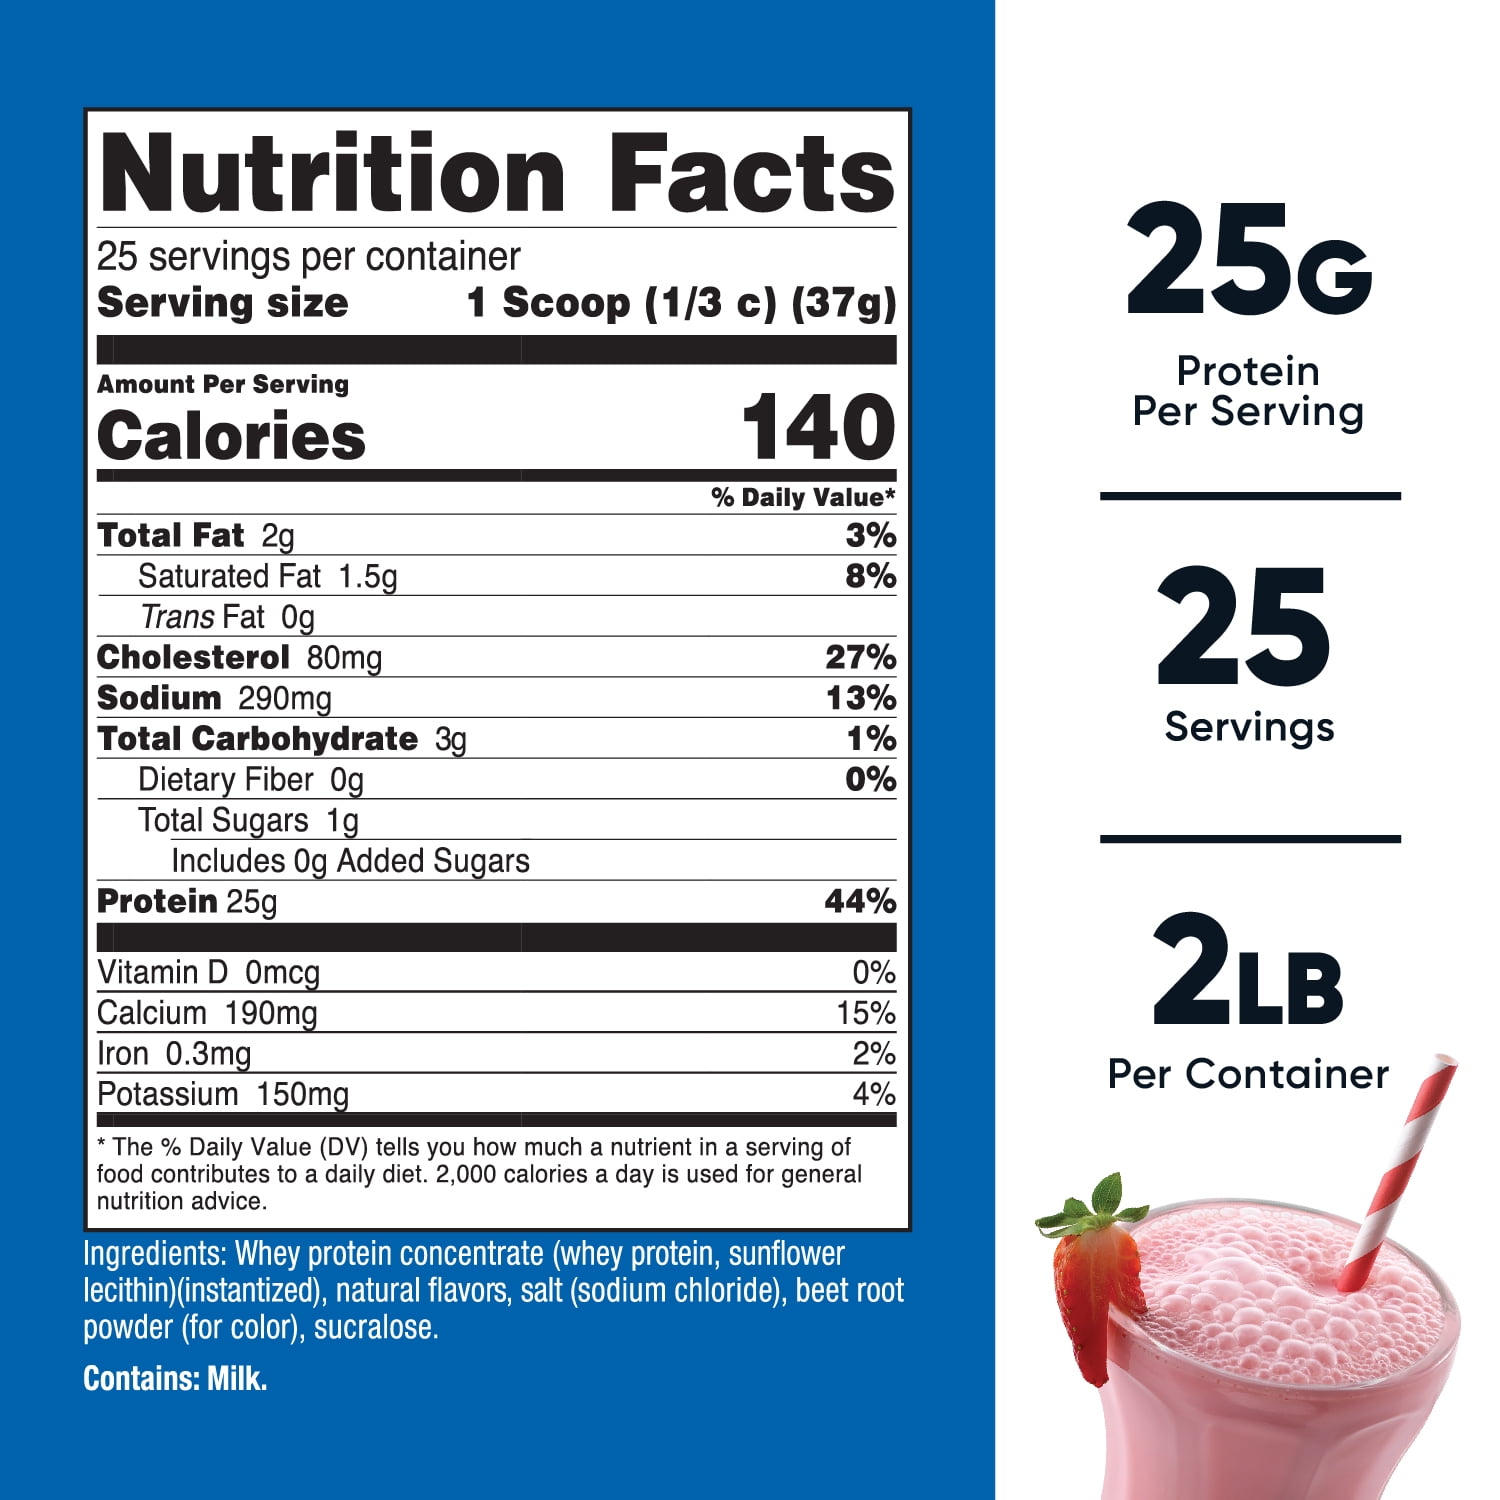 Nutrition Facts
25 servings per container
Serving size 1 Scoop (1/3 c) (37g)
Amount Per Serving
Calories 140
% Daily Value*
Total Fat 2g 3%
Saturated Fat 1.5g 8%
Trans Fat 0g
Cholesterol 80mg 27%
Sodium 290mg 13%
Total Carbohydrate 3g 1%
Dietary Fiber 0g 0%
Total Sugars 1g
Includes 0g Added Sugars
Protein 25g 44%
Vitamin D 0mcg 0%
Calcium 190mg 15%
Iron 0.3mg 2%
Potassium 150mg 4%
* The % Daily Value (DV) tells you how much a nutrient in a serving of
food contributes to a daily diet. 2,000 calories a day is used for general
nutrition advice.
Ingredients: Whey protein concentrate (whey protein, sunflower
lecithin)(instantized), natural flavors, salt (sodium chloride), beet root
powder (for color), sucralose.
Contains: Milk.
25G
Protein
Per Serving
25
Servings
2LB
Per Container